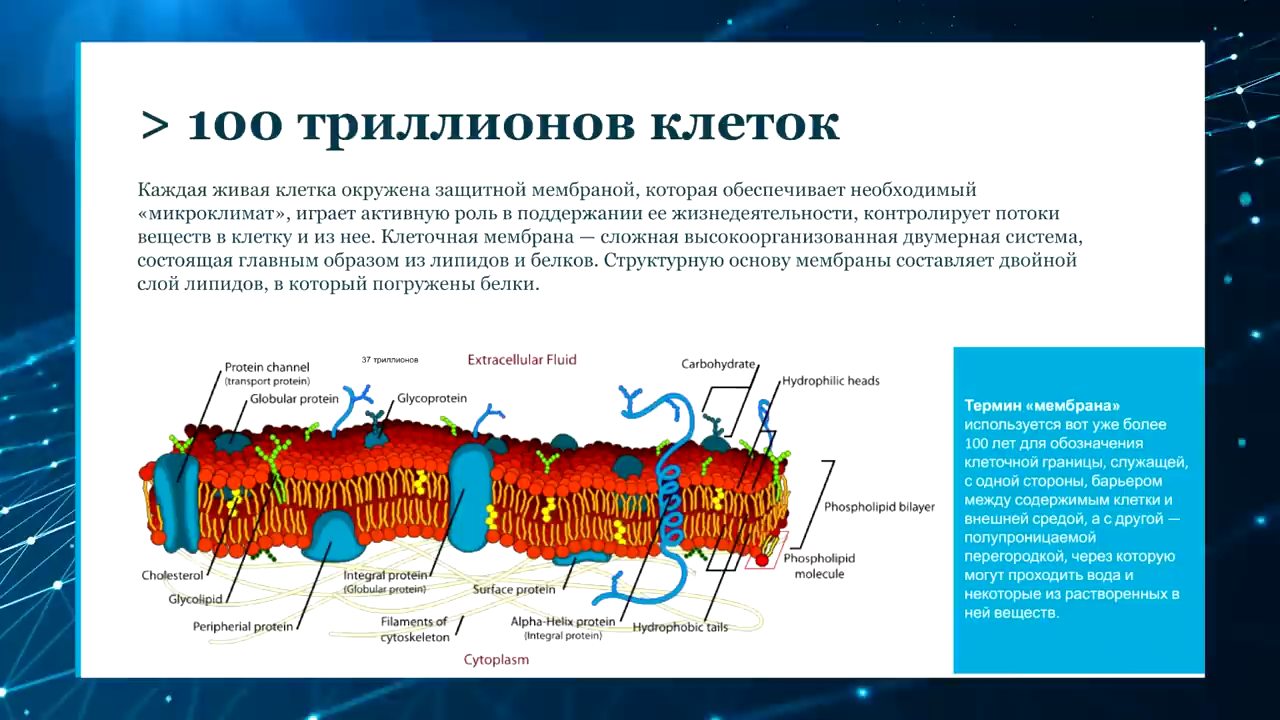 > 100 триллионов клеток
Каждая живая клетка окружена защитной мембраной, которая обеспечивает необходимый
«микроклимат», играет активную роль в поддержании ее жизнедеятельности, контролирует потоки
веществ в клетку и из нее. Клеточная мембрана — сложная высокоорганизованная двумерная система,
состоящая главным образом из липидов и белков. Структурную основу мембраны составляет двойной
слой липидов, в который погружены белки.
Protein channel
(transport protein)
37 триллионов
Extracellular Fluid
Carbohydrate
Hydrophilic heads
Globular protein
Glycoprotein
Phospholipid bilayer
Phospholipid
molecule
Cholesterol
Glycolipid
Peripherial protein
Integral protein
(Globular protein)
Filaments of
cytoskeleton
Surface protein
Alpha-Helix protein
(Integral protein)
Hydrophobic tails
Cytoplasm
Термин «мембрана»
используется вот уже более
100 лет для обозначения
клеточной границы, служащей,
с одной стороны, барьером
между содержимым клетки и
внешней средой, а с другой —
полупроницаемой
перегородкой, через которую
могут проходить вода и
некоторые из растворенных в
ней веществ.